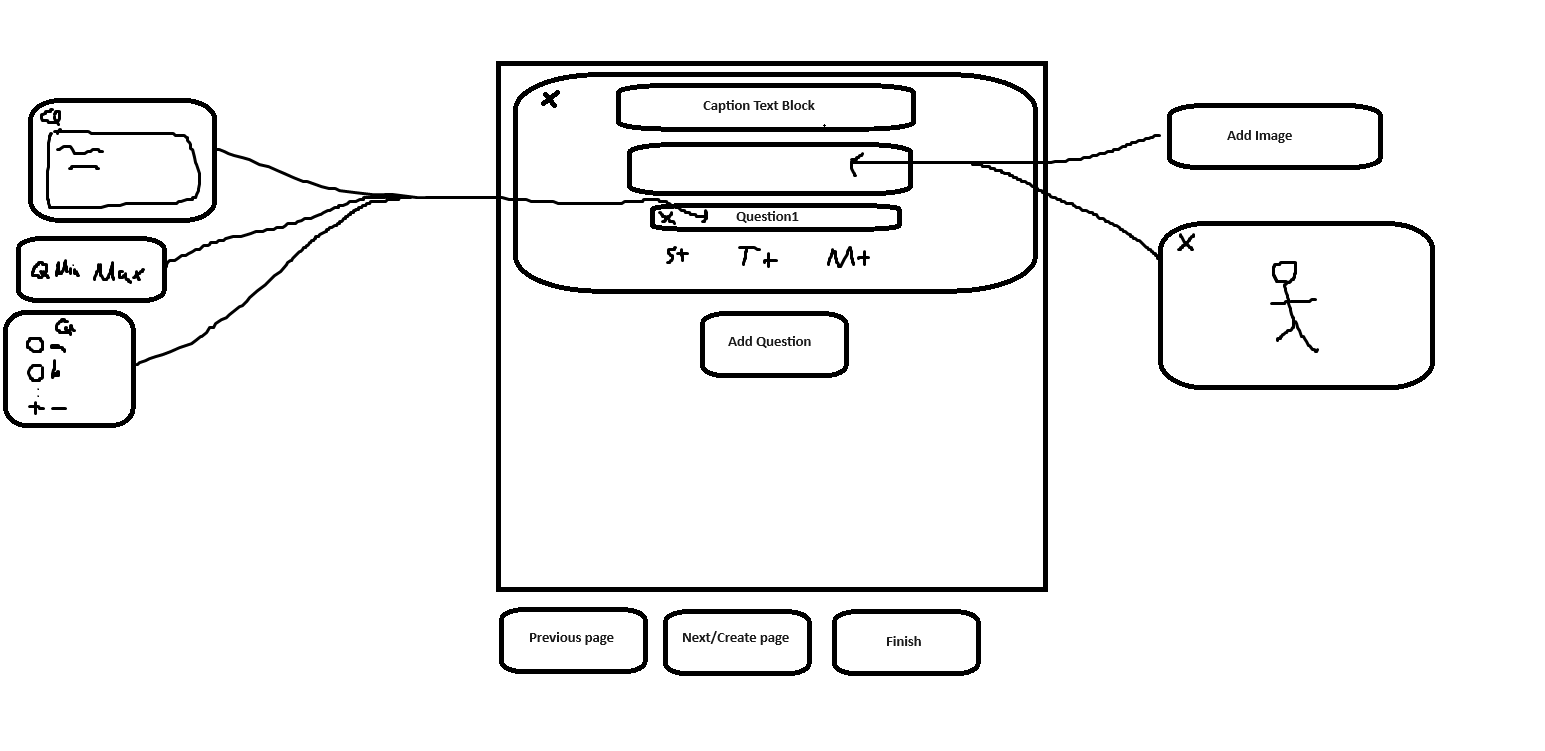 X
Caption Text Block
Add Image
X
Q Min Max
X
Question1
S+ T+ M+
Add Question
+ -
Previous page
Next/Create page
Finish